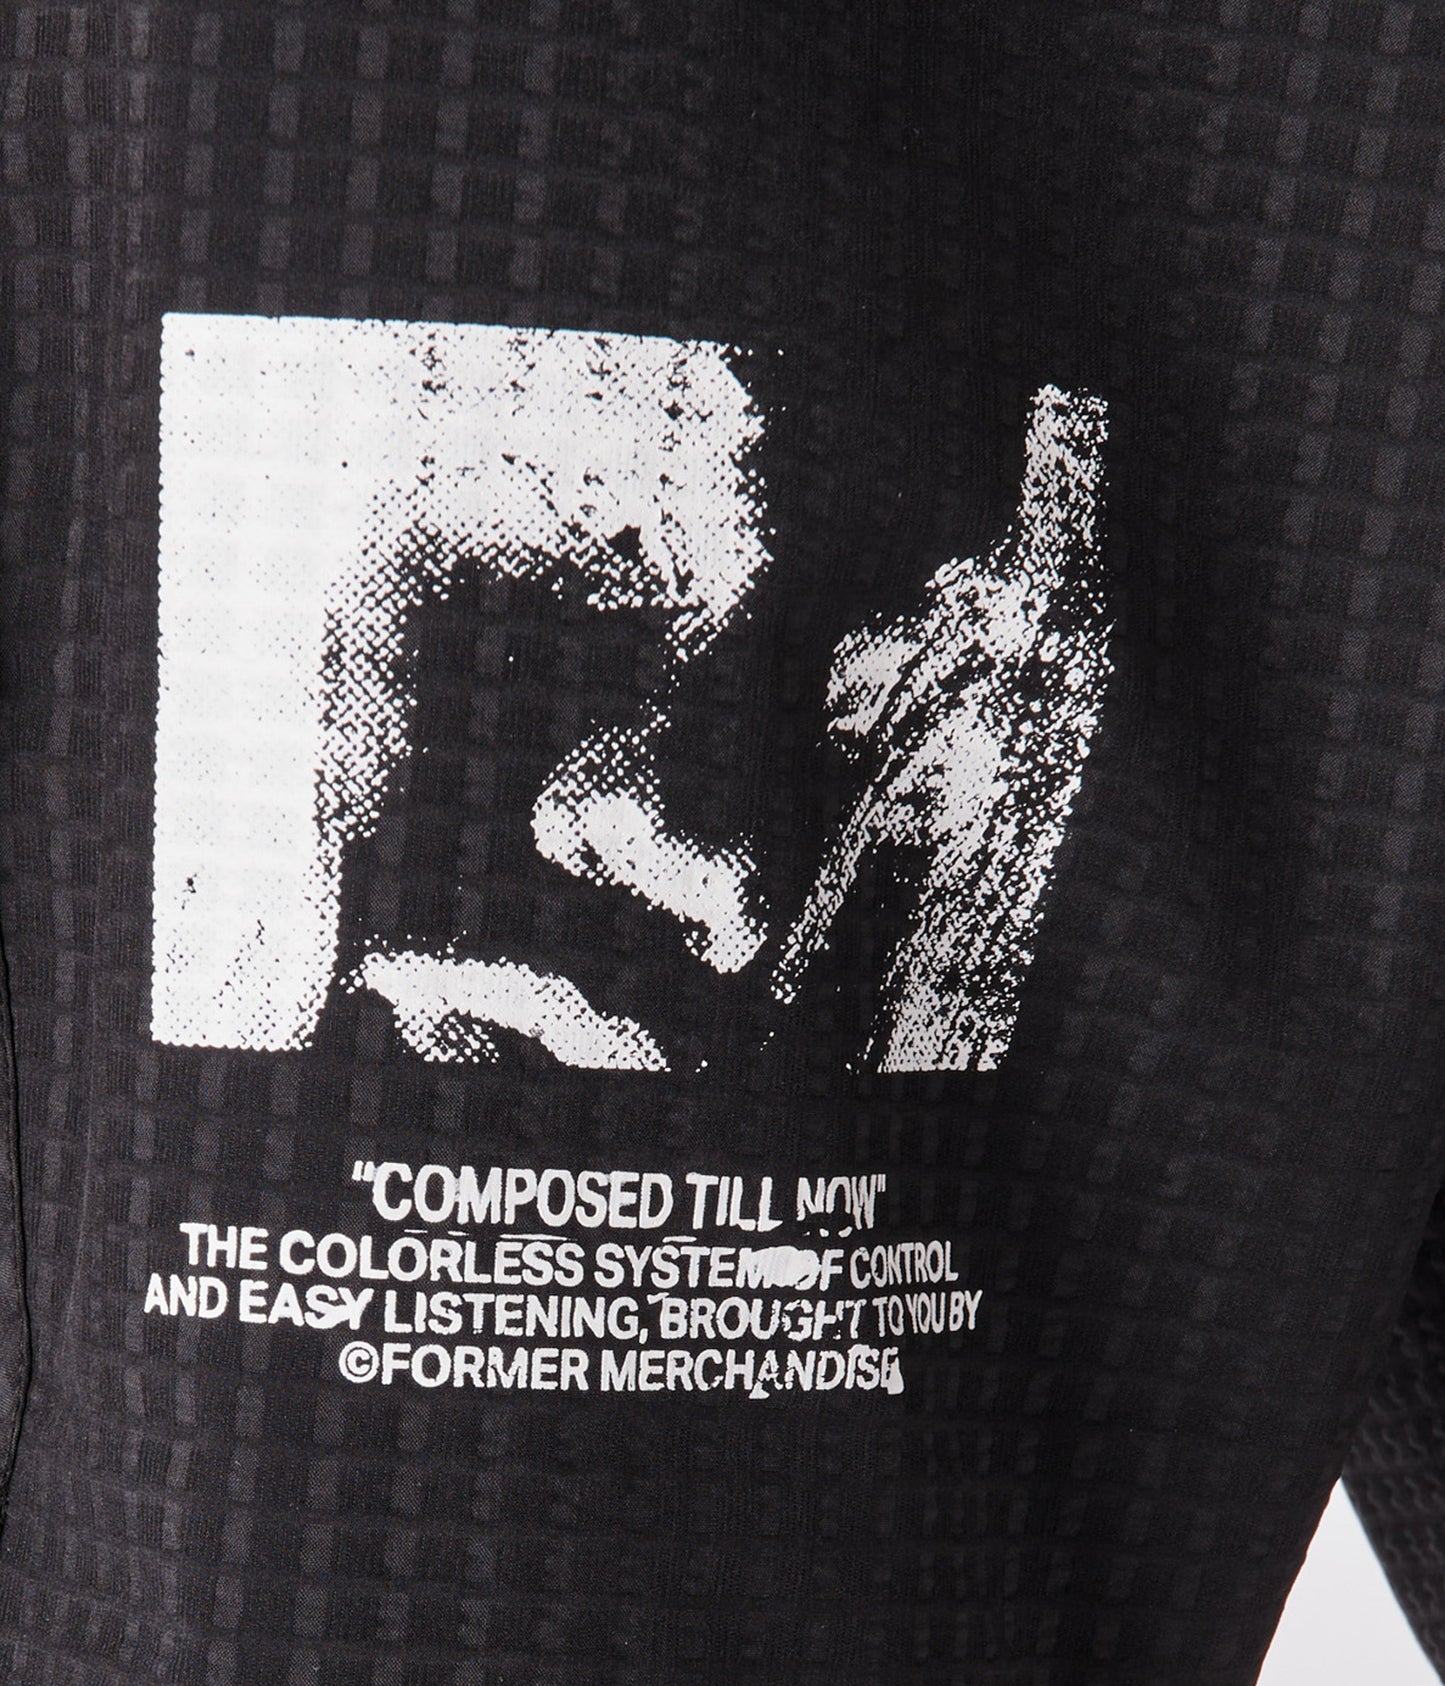 "COMPOSED TILL NOW"
THE COLORLESS SYSTEM OF CONTROL
AND EASY LISTENING, BROUGHT TO YOU BY
©FORMER MERCHANDISE